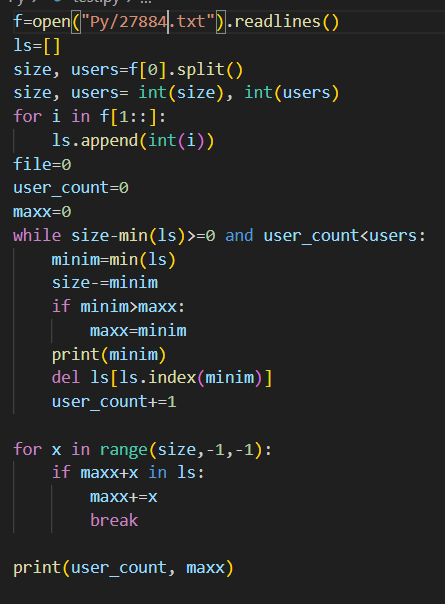 f=open("Py/27884.txt").readlines()
ls=[]
size, users=f[0].split()
size, users= int(size), int(users)
for i in f[1::]:
    ls.append(int(i))
file=0
user_count=0
maxx=0
while size-min(ls)>=0 and user_count<users:
    minim=min(ls)
    size-=minim
    if minim>maxx:
        maxx=minim
    print(minim)
    del ls[ls.index(minim)]
    user_count+=1

for x in range(size,-1,-1):
    if maxx+x in ls:
        maxx+=x
        break

print(user_count, maxx)